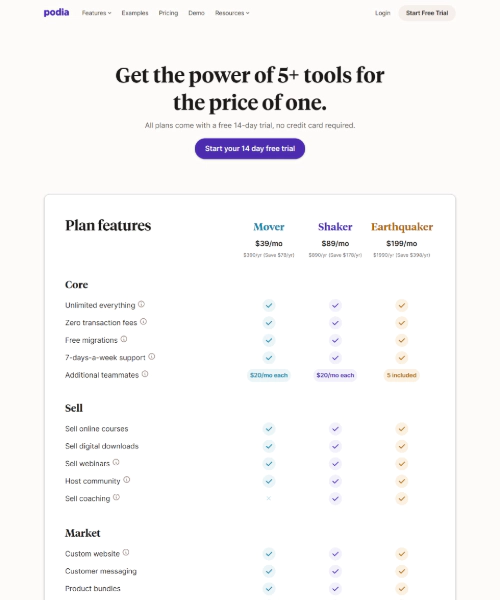 podia
Features Examples Pricing Demo Resources Login Start Free Trial
Get the power of 5+ tools for
the price of one.
All plans come with a free 14-day trial, no credit card required.
Start your 14 day free trial
Plan features Mover Shaker Earthquaker
$39/mo $89/mo $199/mo
$390/yr (Save $78/yr) $890/yr (Save $178/yr) $1990/yr (Save $398/yr)
Core
Unlimited everything
Zero transaction fees
Free migrations
7-days-a-week support
Additional teammates $20/mo each $20/mo each 5 included
Sell
Sell online courses
Sell digital downloads
Sell webinars
Host community
Sell coaching
Market
Custom website
Customer messaging
Product bundles